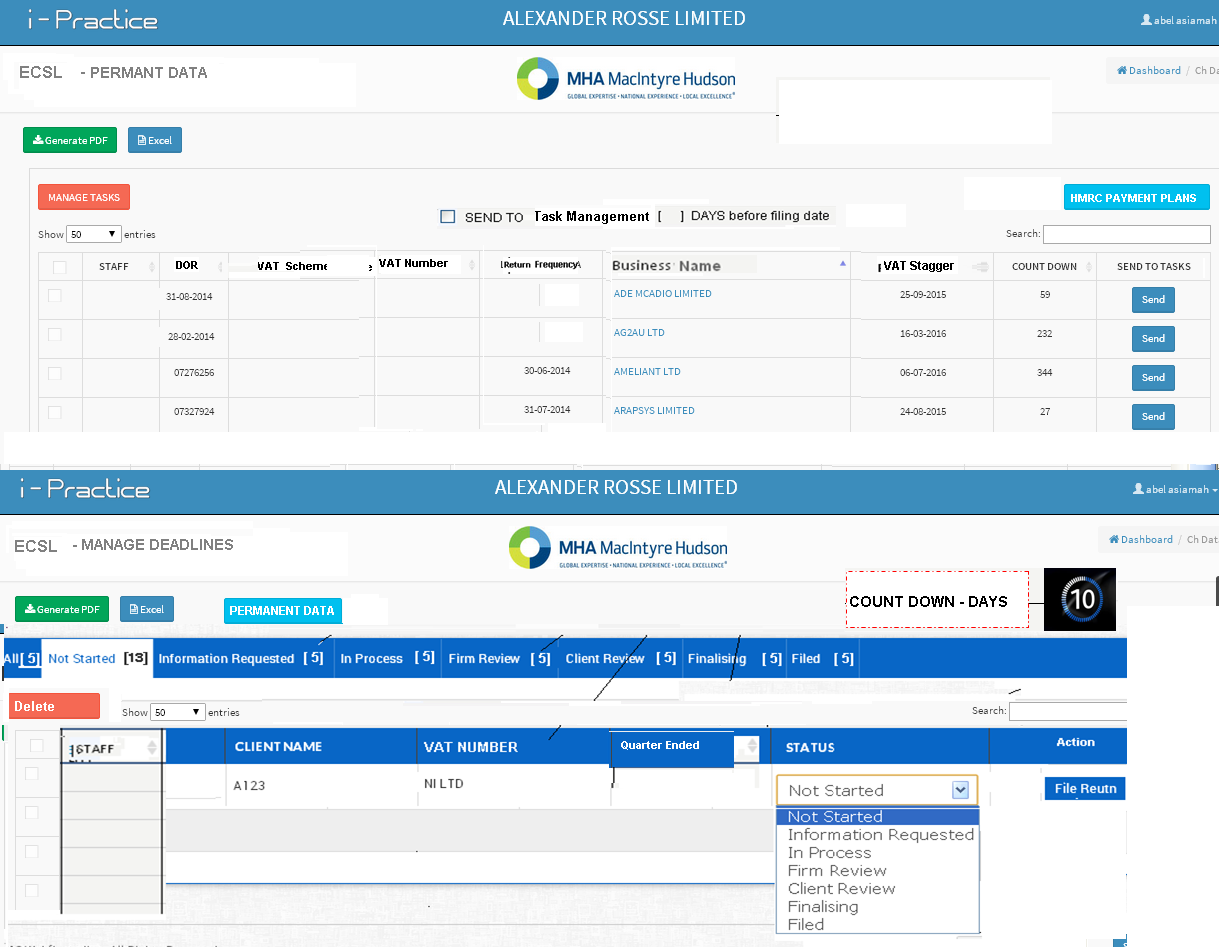 i - Practice
ALEXANDER ROSSE LIMITED
abel asiamah
ECSL - PERMANT DATA
MHA MacIntyre Hudson
GLOBAL EXPERTISE • NATIONAL EXPERIENCE • LOCAL EXCELLENCE
Dashboard / Ch Da
Generate PDF
Excel
MANAGE TASKS
SEND TO Task Management [ ] DAYS before filing date
HMRC PAYMENT PLANS
Show 50 entries
Search:
STAFF DOR VAT Scheme VAT Number Return Frequency Business Name VAT Stagger COUNT DOWN SEND TO TASKS
31-08-2014 ADE MCADIO LIMITED 25-09-2015 59 Send
28-02-2014 AG2AU LTD 16-03-2016 232 Send
07276256 30-06-2014 AMELIANT LTD 06-07-2016 344 Send
07327924 31-07-2014 ARAPSYS LIMITED 24-08-2015 27 Send
i - Practice
ALEXANDER ROSSE LIMITED
abel asiamah
ECSL - MANAGE DEADLINES
MHA MacIntyre Hudson
GLOBAL EXPERTISE • NATIONAL EXPERIENCE • LOCAL EXCELLENCE
Dashboard / Ch Dat
Generate PDF
Excel
PERMANENT DATA
COUNT DOWN - DAYS
10
All [ 5] Not Started [13] Information Requested [ 5] In Process [ 5] Firm Review [ 5] Client Review [ 5] Finalising [ 5] Filed [ 5]
Delete
Show 50 entries
Search:
STAFF CLIENT NAME VAT NUMBER Quarter Ended STATUS Action
A123 NI LTD Not Started File Reutn
Not Started
Information Requested
In Process
Firm Review
Client Review
Finalising
Filed